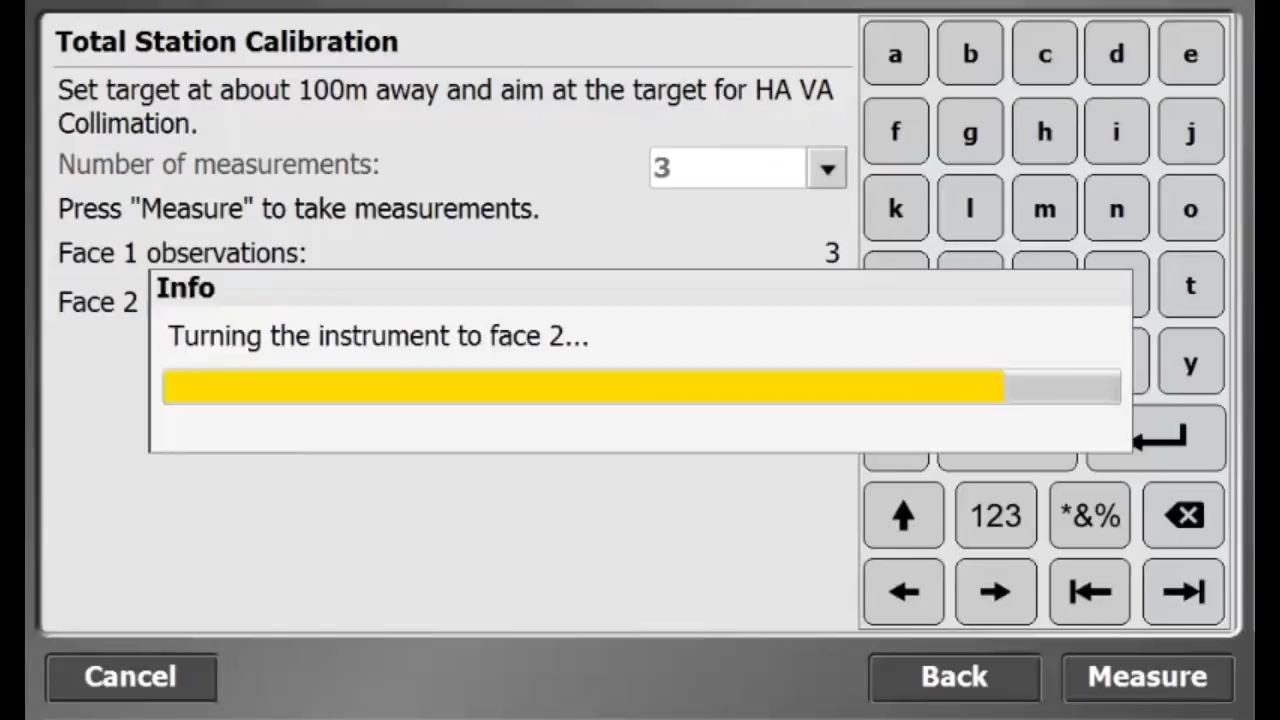 Total Station Calibration
Set target at about 100m away and aim at the target for HA VA
Collimation.
Number of measurements:
3
Press "Measure" to take measurements.
Face 1 observations:
3
Face 2
Info
Turning the instrument to face 2...
a b c d e
f g h i j
k l m n o
t
y
123 *&%
Cancel
Back
Measure